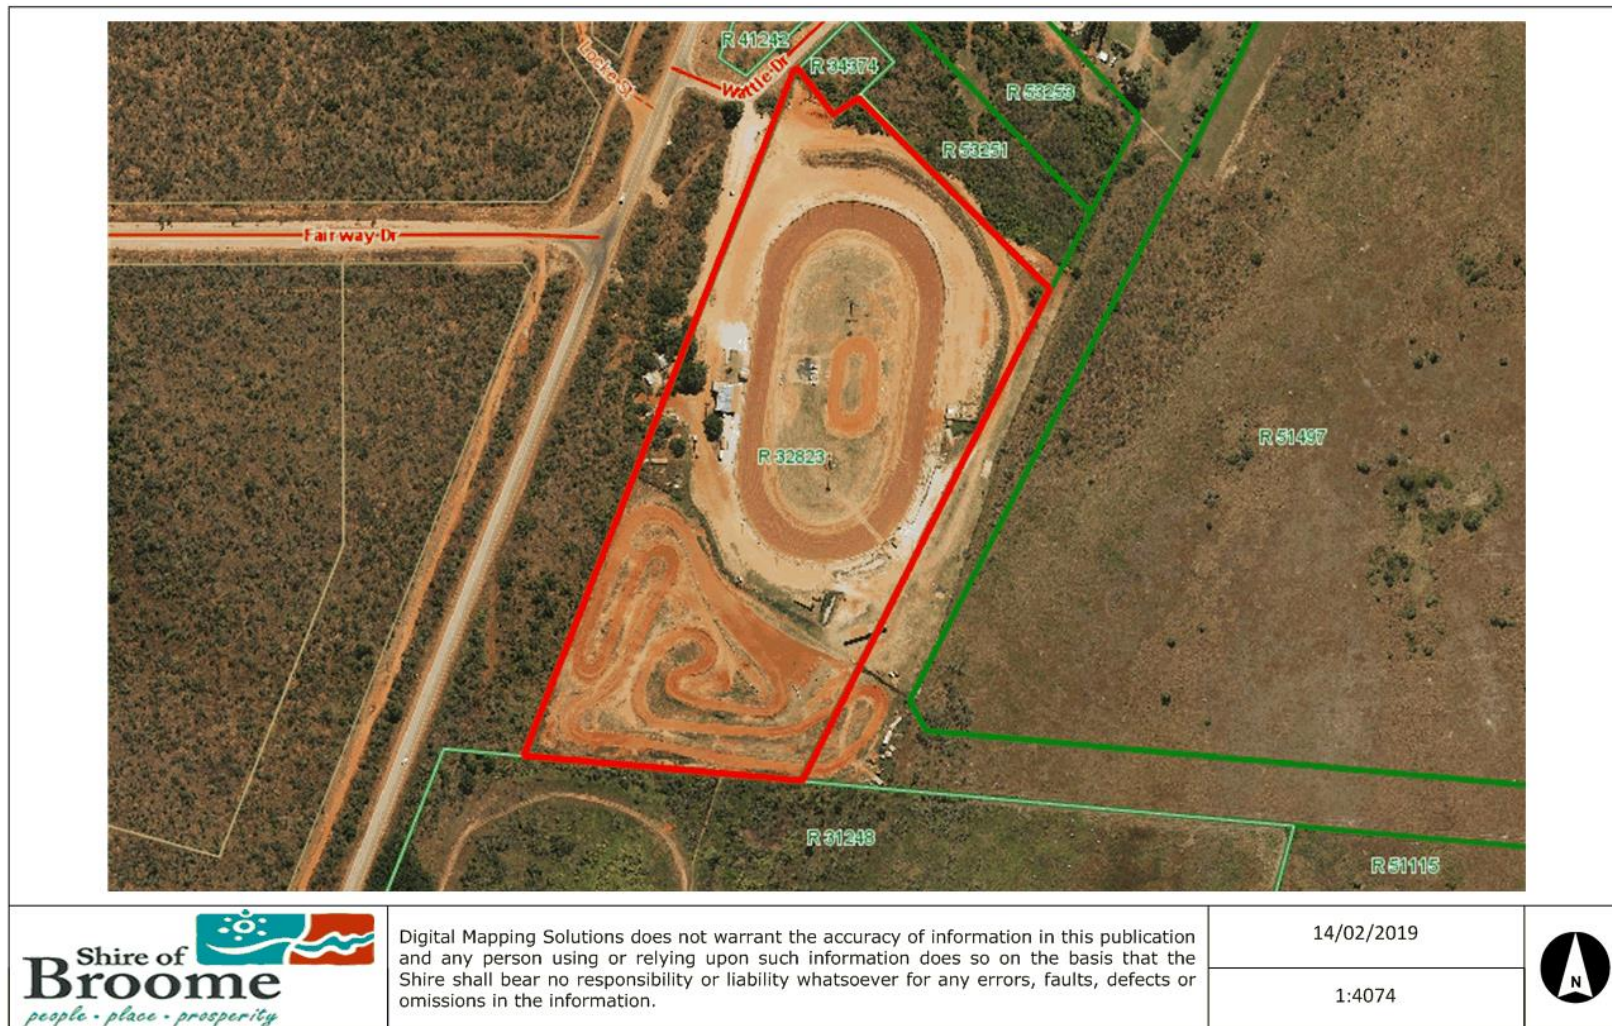 R 41242
Locke-St
Wattle-Dr
R 34374
R 53253
R 53251
Fairway-Dr
R 51497
R 32823
R 31248
R 51115
Shire of
Broome
people - place - prosperity
Digital Mapping Solutions does not warrant the accuracy of information in this publication
and any person using or relying upon such information does so on the basis that the
Shire shall bear no responsibility or liability whatsoever for any errors, faults, defects or
omissions in the information.
14/02/2019
1:4074
N